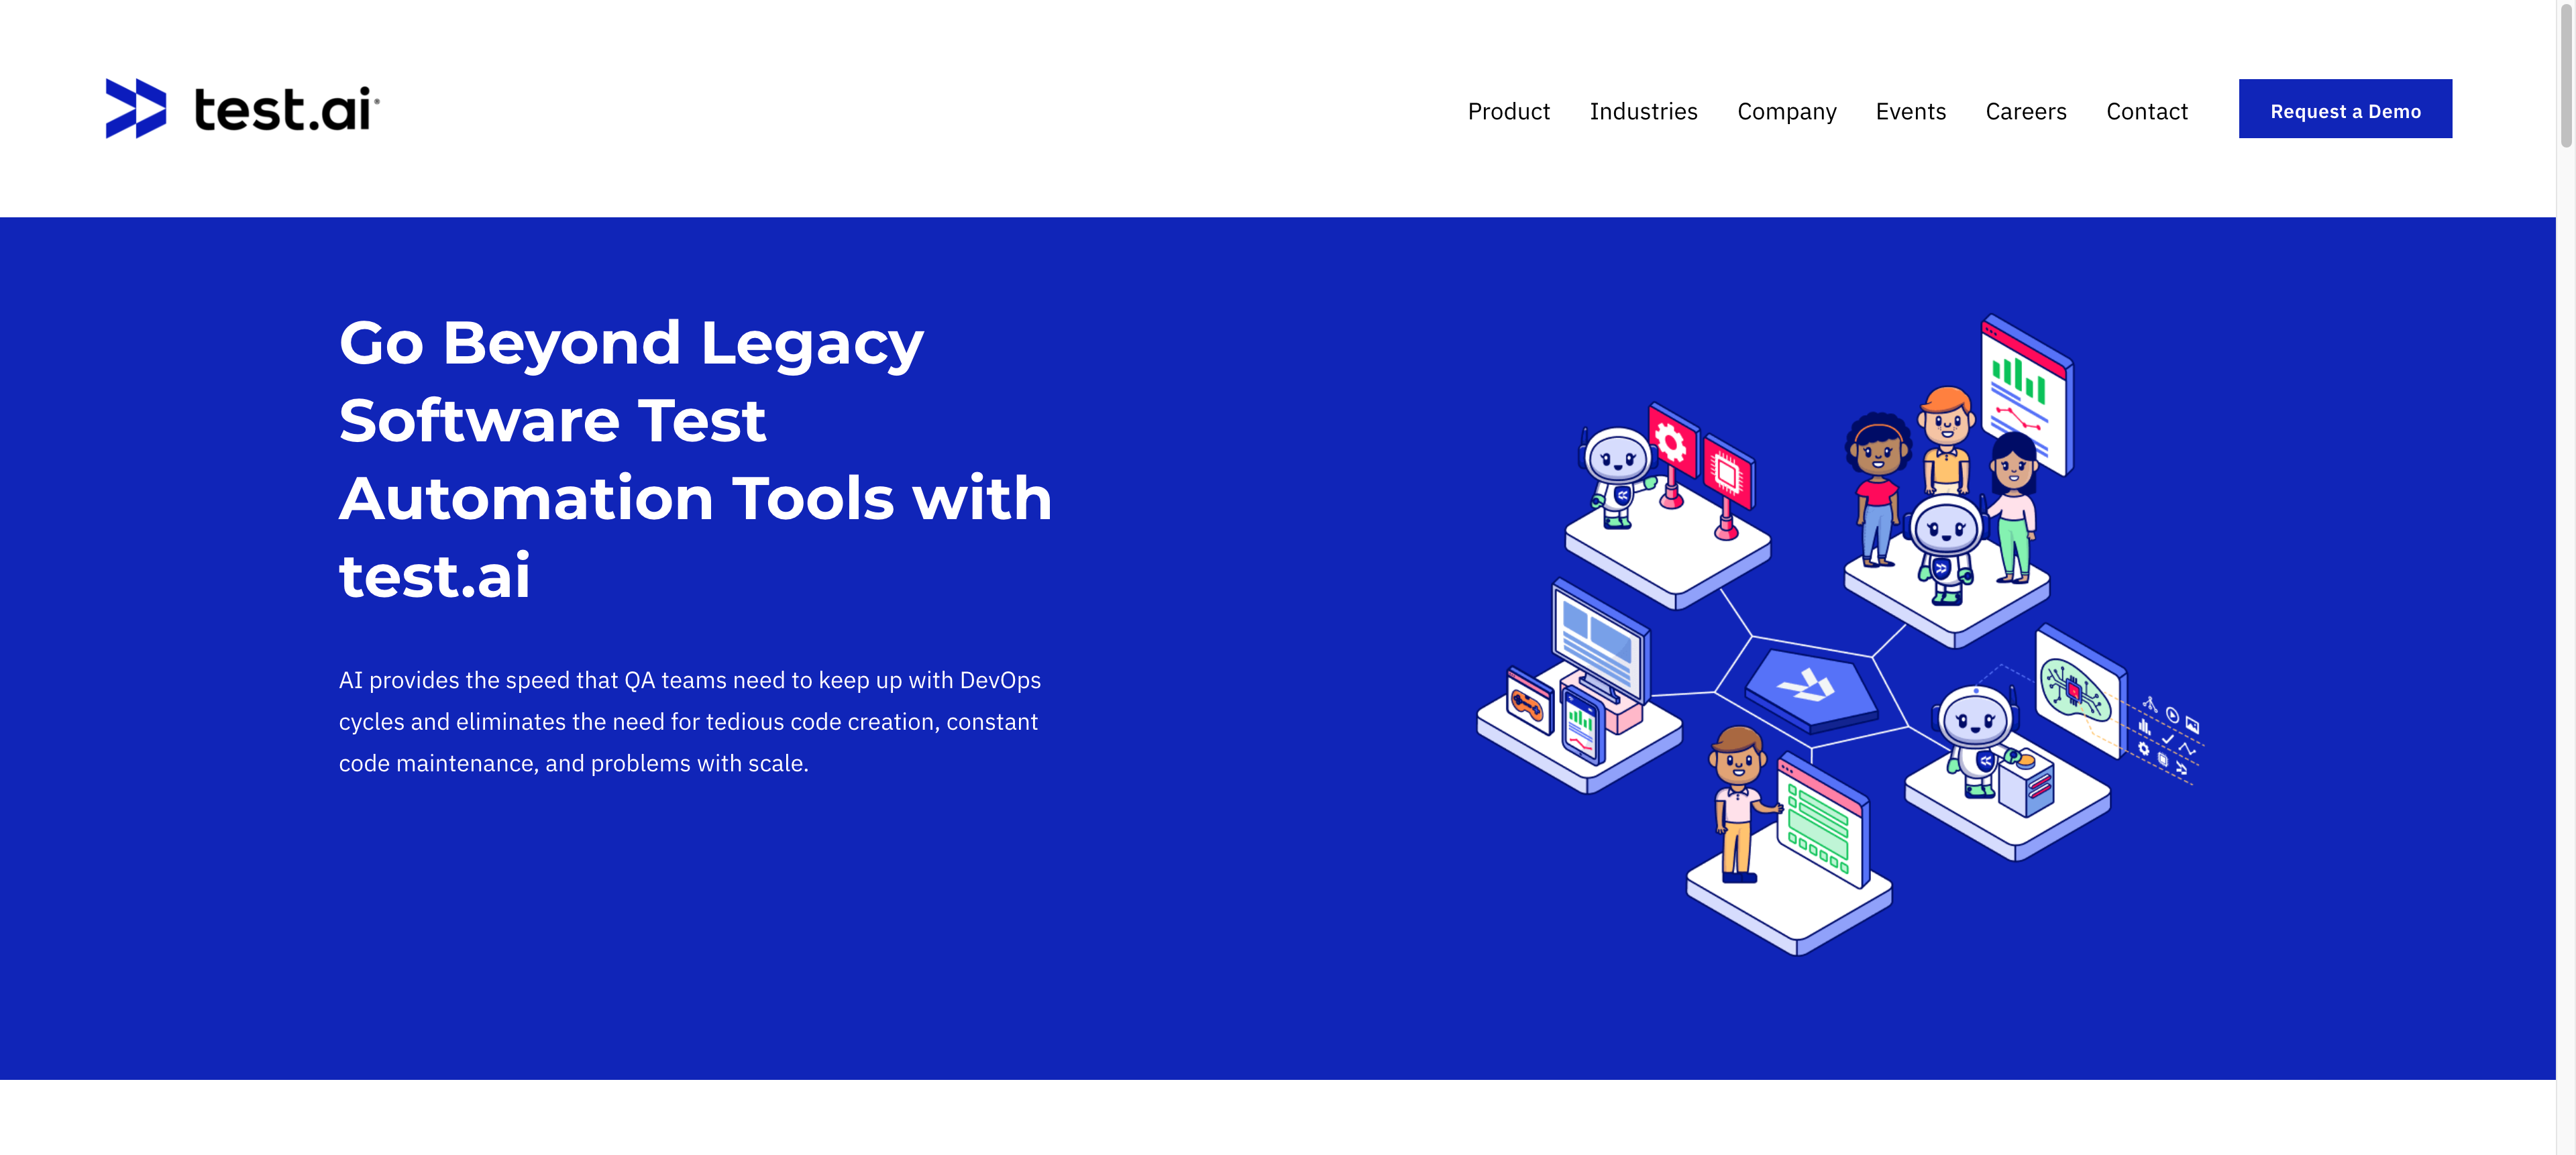 test.ai®
Product Industries Company Events Careers Contact Request a Demo
Go Beyond Legacy
Software Test
Automation Tools with
test.ai
AI provides the speed that QA teams need to keep up with DevOps
cycles and eliminates the need for tedious code creation, constant
code maintenance, and problems with scale.